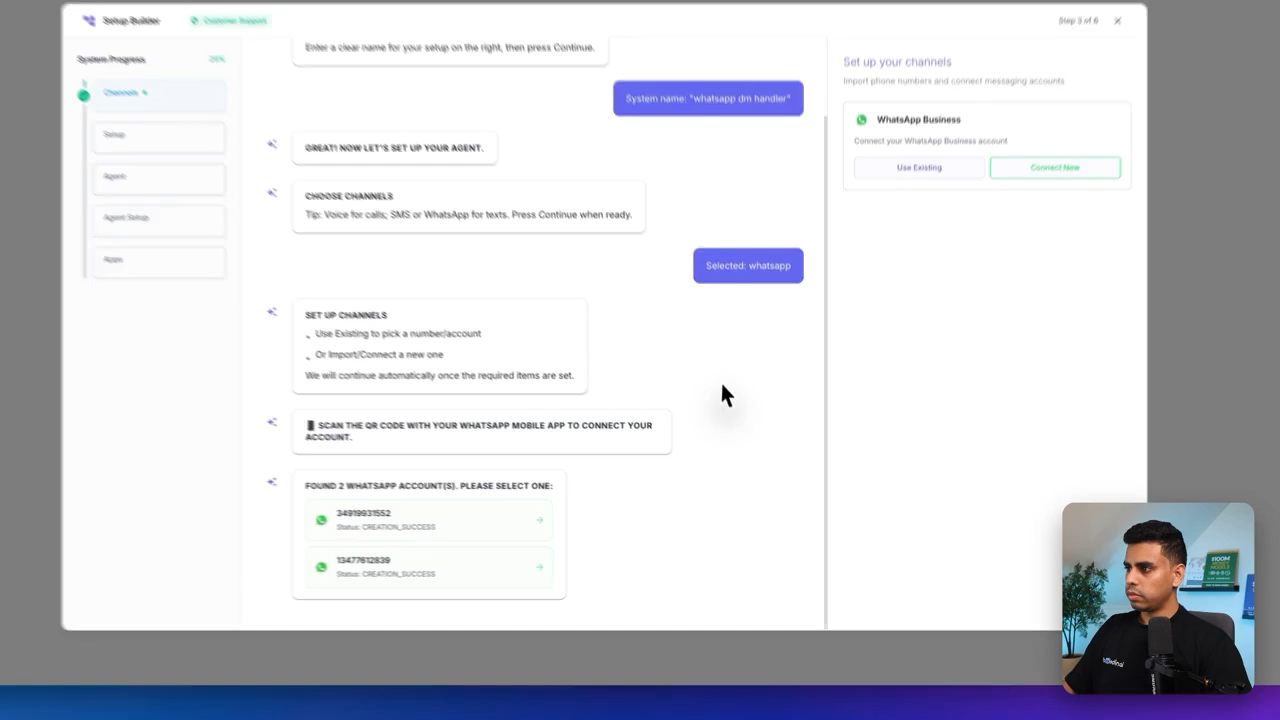 Setup Builder
Customer Support
Step 3 of 6
System Progress
Channels
Setup
Agent
Agent Setup
Apps
Enter a clear name for your setup on the right, then press Continue.
System name: "whatsapp dm handler"
GREAT! NOW LET'S SET UP YOUR AGENT.
CHOOSE CHANNELS
Tip: Voice for calls; SMS or WhatsApp for texts. Press Continue when ready.
Selected: whatsapp
SET UP CHANNELS
Use Existing to pick a number/account
Or Import/Connect a new one
We will continue automatically once the required items are set.
SCAN THE QR CODE WITH YOUR WHATSAPP MOBILE APP TO CONNECT YOUR
ACCOUNT.
FOUND 2 WHATSAPP ACCOUNT(S). PLEASE SELECT ONE:
34919931552
Status: CREATION_SUCCESS
13477612839
Status: CREATION_SUCCESS
Set up your channels
Import phone numbers and connect messaging accounts
WhatsApp Business
Connect your WhatsApp Business account
Use Existing
Connect New
$100M